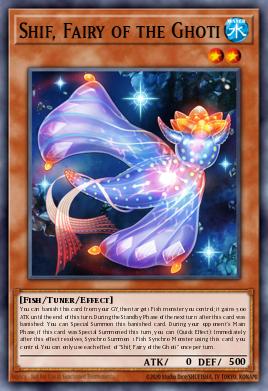 Shif, Fairy of the Ghoti
WATER
水
[Fish/Tuner/Effect]
You can banish this card from your GY, then target 1 Fish monster you control; it gains 500
ATK until the end of this turn. During the Standby Phase of the next turn after this card was
banished: You can Special Summon this banished card. During your opponent's Main
Phase, if this card was Special Summoned this turn, you can (Quick Effect): Immediately
after this effect resolves, Synchro Summon 1 Fish Synchro Monster using this card you
control. You can only use each effect of "Shif, Fairy of the Ghoti" once per turn.
ATK/ 0 DEF/ 500
©2020 Studio Dice/SHUEISHA, TV TOKYO, KONAMI